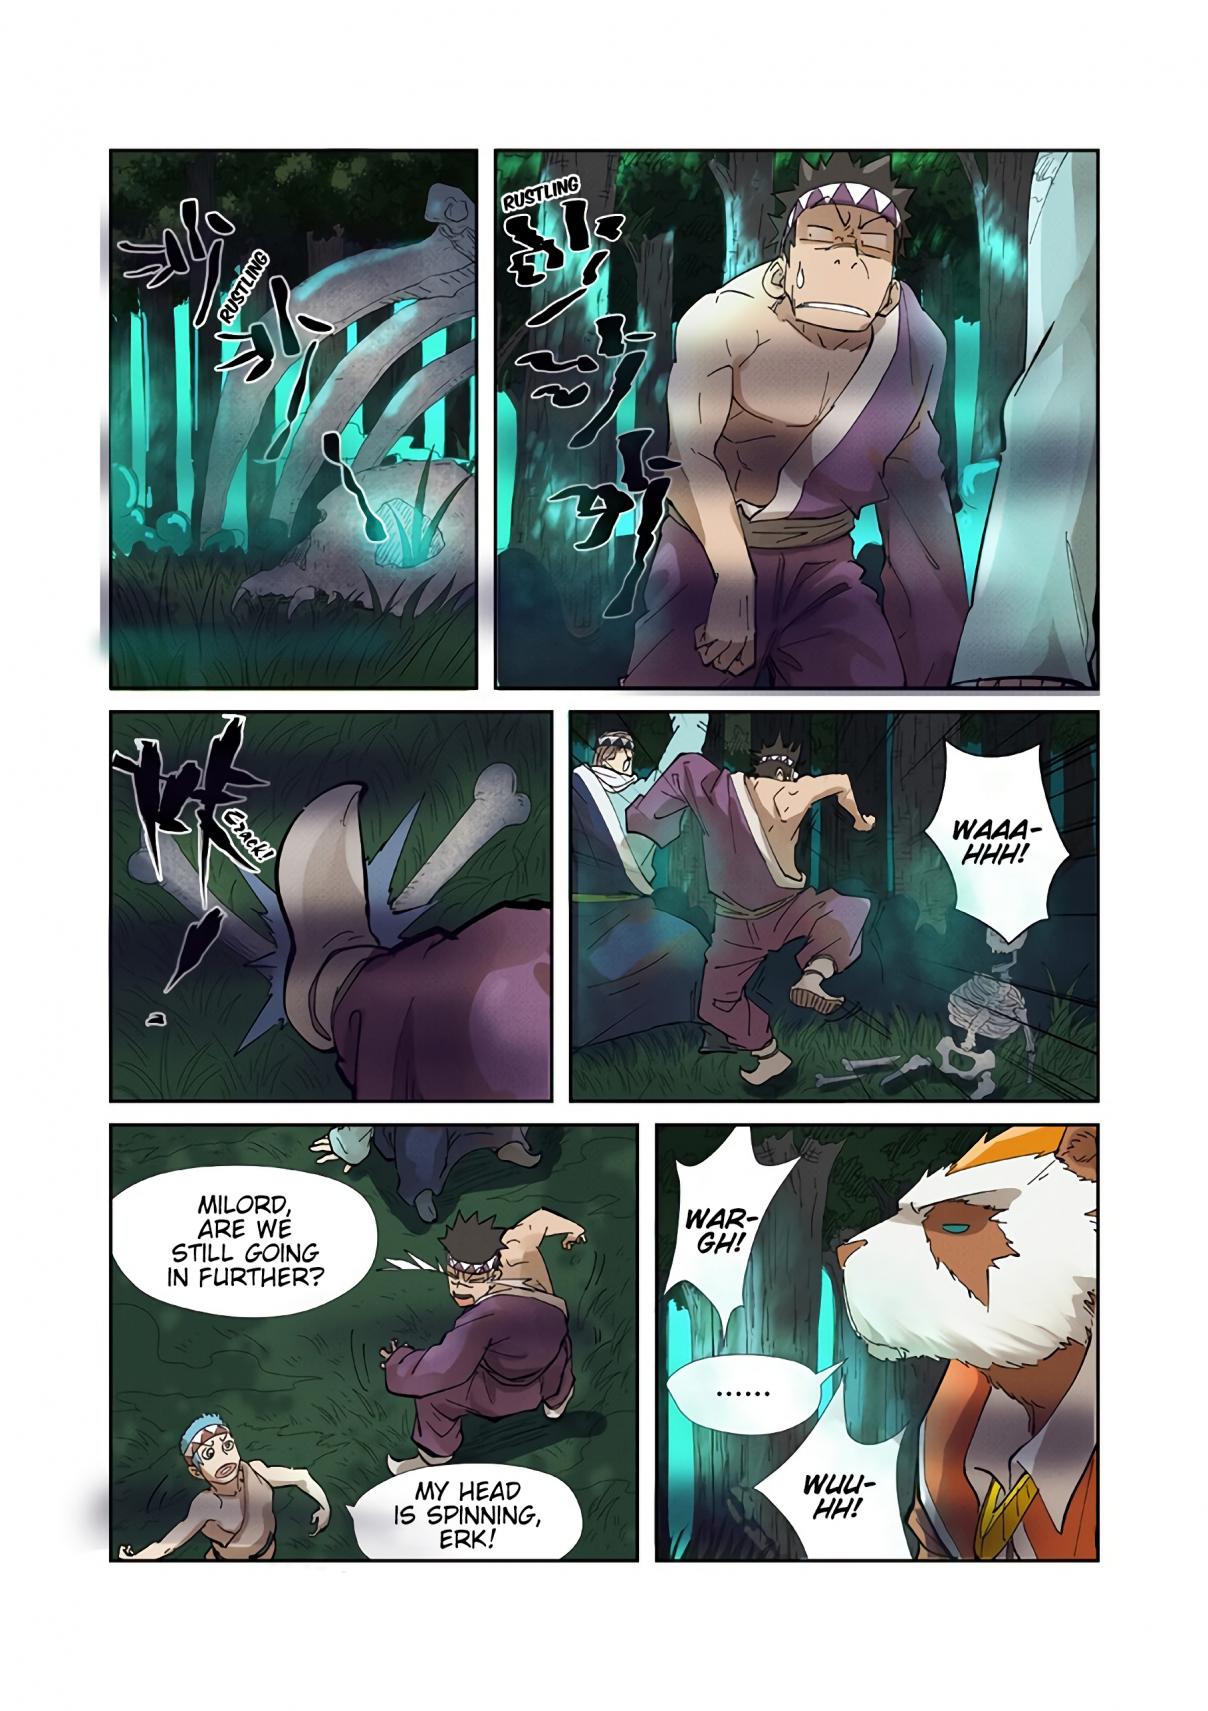 RUSTLING
RUSTLING
Crack!
WAAA-
HHH!
MILORD,
ARE WE
STILL GOING
IN FURTHER?
MY HEAD
IS SPINNING,
ERK!
WAR-
GH!
......
WUU-
HH!